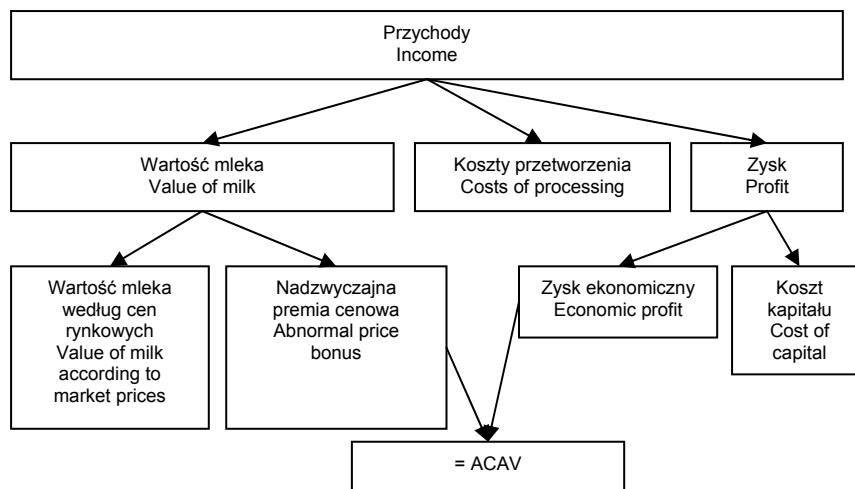 Przychody
Income
Wartość mleka
Value of milk
Koszty przetworzenia
Costs of processing
Zysk
Profit
Wartość mleka
według cen
rynkowych
Value of milk
according to
market prices
Nadzwyczajna
premia cenowa
Abnormal price
bonus
Zysk ekonomiczny
Economic profit
Koszt
kapitału
Cost of
capital
= ACAV